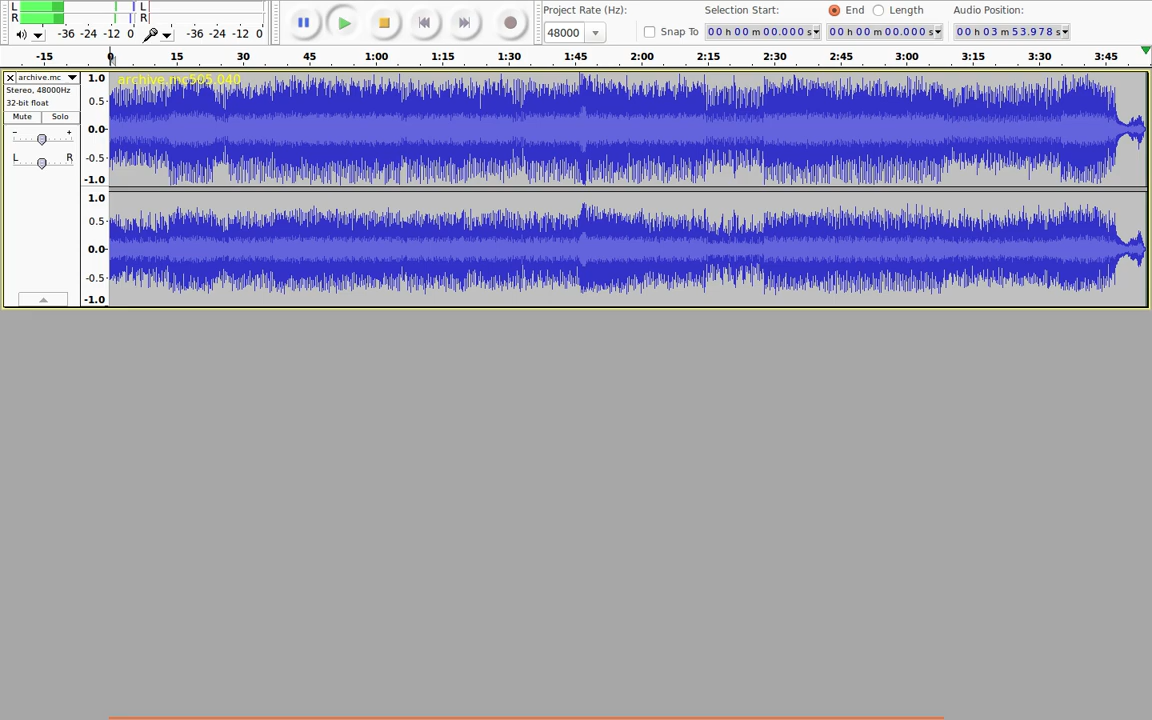 L L
R R
-36 -24 -12 0 -36 -24 -12 0
Project Rate (Hz): Selection Start: End Length Audio Position:
48000 Snap To 00 h 00 m 00.000 s 00 h 00 m 00.000 s 00 h 03 m 53.978 s
-15 0 15 30 45 1:00 1:15 1:30 1:45 2:00 2:15 2:30 2:45 3:00 3:15 3:30 3:45
archive.mc 1.0 archive.mc505.040
Stereo, 48000Hz
32-bit float
0.5
Mute Solo
0.0
- +
L R
-0.5
-1.0
1.0
0.5
0.0
-0.5
-1.0